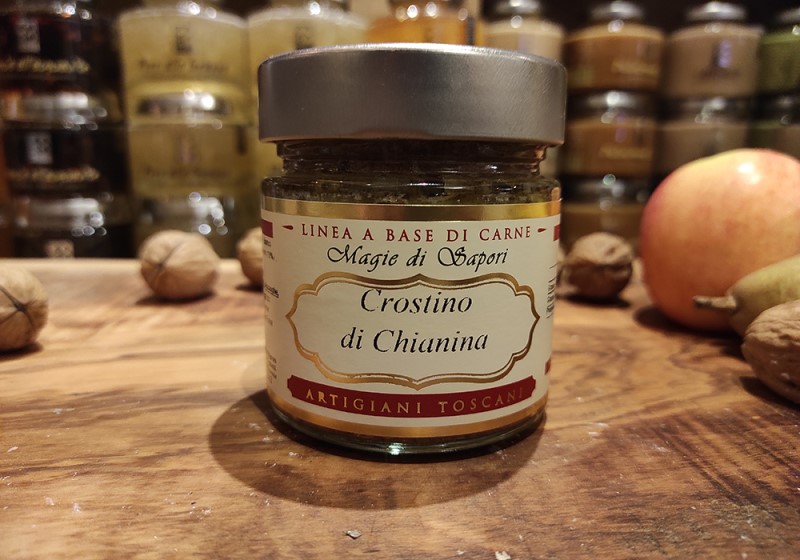 LINEA A BASE DI CARNE
Magie di Sapori
Crostino
di Chianina
ARTIGIANI TOSCANI